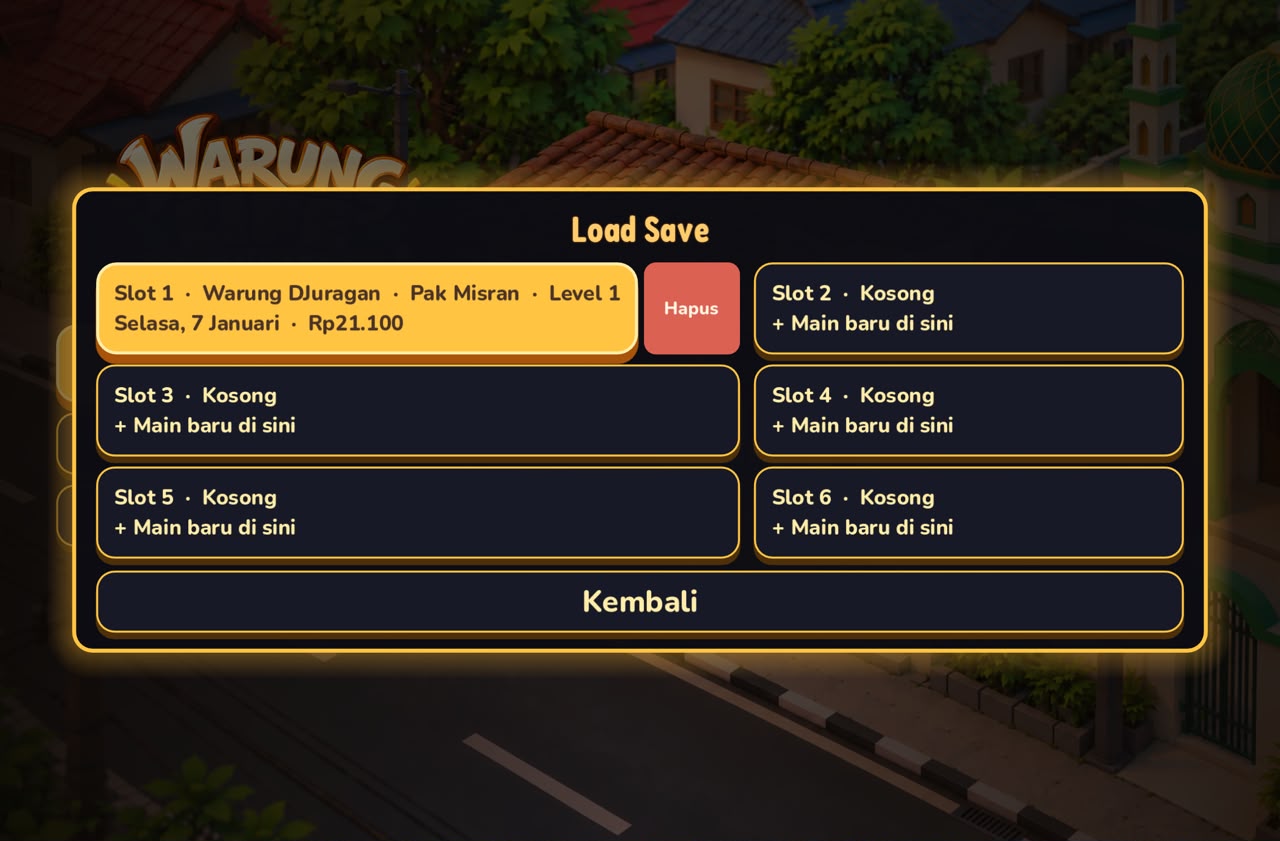 WARUNG
Load Save
Slot 1 · Warung DJuragan · Pak Misran · Level 1
Selasa, 7 Januari · Rp21.100
Hapus
Slot 2 · Kosong
+ Main baru di sini
Slot 3 · Kosong
+ Main baru di sini
Slot 4 · Kosong
+ Main baru di sini
Slot 5 · Kosong
+ Main baru di sini
Slot 6 · Kosong
+ Main baru di sini
Kembali